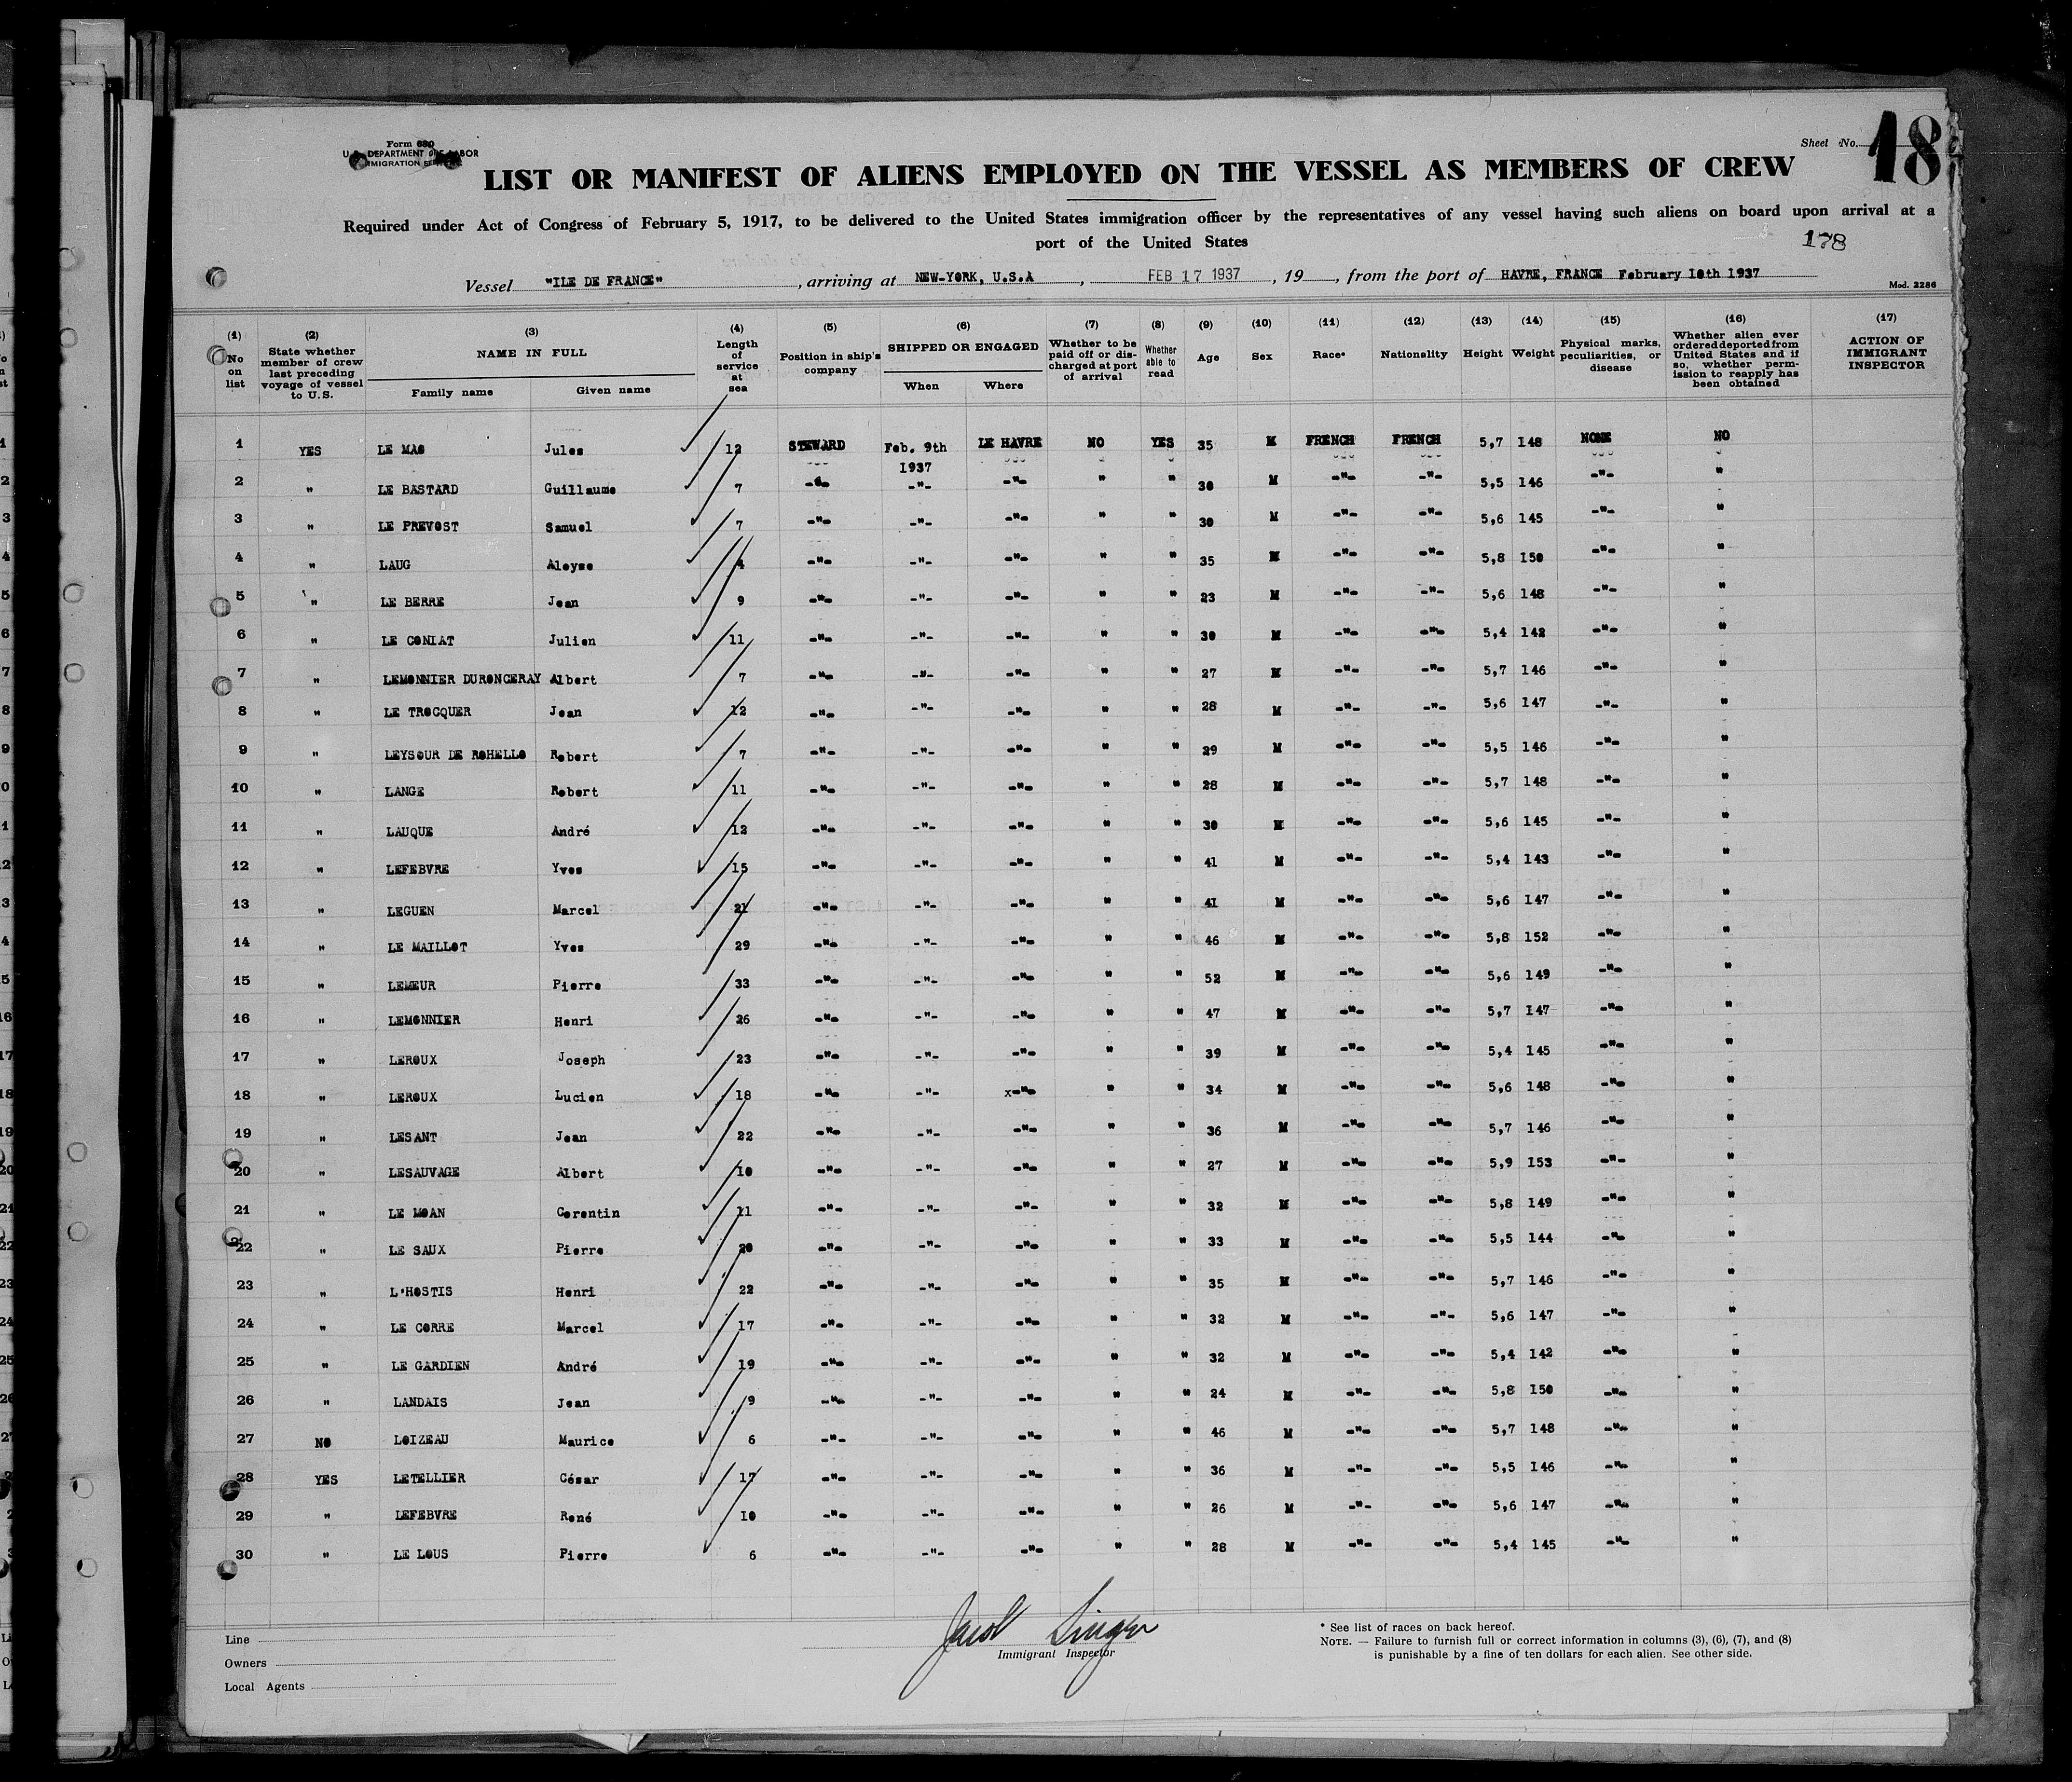 Form 680
U.S. DEPARTMENT OF LABOR
IMMIGRATION SERVICE
Sheet No. 18
LIST OR MANIFEST OF ALIENS EMPLOYED ON THE VESSEL AS MEMBERS OF CREW
Required under Act of Congress of February 5, 1917, to be delivered to the United States immigration officer by the representatives of any vessel having such aliens on board upon arrival at a
port of the United States
178
Vessel "ILE DE FRANCE", arriving at NEW-YORK, U.S.A, FEB 17 1937, 19, from the port of HAVRE, FRANCE February 10th 1937
Mod. 2286
(1) No on list
(2) State whether member of crew last preceding voyage of vessel to U.S.
(3) NAME IN FULL
Family name Given name
(4) Length of service at sea
(5) Position in ship's company
(6) SHIPPED OR ENGAGED
When Where
(7) Whether to be paid off or discharged at port of arrival
(8) Whether able to read
(9) Age
(10) Sex
(11) Race*
(12) Nationality
(13) Height
(14) Weight
(15) Physical marks, peculiarities, or disease
(16) Whether alien ever ordered deported from United States and if so, whether permission to reapply has been obtained
(17) ACTION OF IMMIGRANT INSPECTOR
1 YES LE MAO Jules 12 STEWARD Feb. 9th 1937 LE HAVRE NO YES 35 M FRENCH FRENCH 5,7 148 NONE NO
2 " LE BASTARD Guillaume 7 -"- -"- -"- " " 30 M -"- -"- 5,5 146 -"- "
3 " LE PREVOST Samuel 7 -"- -"- -"- " " 30 M -"- -"- 5,6 145 -"- "
4 " LAUG Aloyse 4 -"- -"- -"- " " 35 M -"- -"- 5,8 150 -"- "
5 " LE BERRE Jean 9 -"- -"- -"- " " 23 M -"- -"- 5,6 148 -"- "
6 " LE CONIAT Julien 11 -"- -"- -"- " " 30 M -"- -"- 5,4 142 -"- "
7 " LEMONNIER DURONCERAY Albert 7 -"- -"- -"- " " 27 M -"- -"- 5,7 146 -"- "
8 " LE TROCQUER Jean 12 -"- -"- -"- " " 28 M -"- -"- 5,6 147 -"- "
9 " LEYSOUR DE ROHELLO Robert 7 -"- -"- -"- " " 29 M -"- -"- 5,5 146 -"- "
10 " LANGE Robert 11 -"- -"- -"- " " 28 M -"- -"- 5,7 148 -"- "
11 " LAUQUE André 12 -"- -"- -"- " " 30 M -"- -"- 5,6 145 -"- "
12 " LEFEBVRE Yves 15 -"- -"- -"- " " 41 M -"- -"- 5,4 143 -"- "
13 " LEGUEN Marcel 21 -"- -"- -"- " " 41 M -"- -"- 5,6 147 -"- "
14 " LE MAILLOT Yves 29 -"- -"- -"- " " 46 M -"- -"- 5,8 152 -"- "
15 " LEMEUR Pierre 33 -"- -"- -"- " " 52 M -"- -"- 5,6 149 -"- "
16 " LEMONNIER Henri 26 -"- -"- -"- " " 47 M -"- -"- 5,7 147 -"- "
17 " LEROUX Joseph 23 -"- -"- -"- " " 39 M -"- -"- 5,4 145 -"- "
18 " LEROUX Lucien 18 -"- -"- x-"- " " 34 M -"- -"- 5,6 148 -"- "
19 " LESANT Jean 22 -"- -"- -"- " " 36 M -"- -"- 5,7 146 -"- "
20 " LESAUVAGE Albert 10 -"- -"- -"- " " 27 M -"- -"- 5,9 153 -"- "
21 " LE MOAN Corentin 11 -"- -"- -"- " " 32 M -"- -"- 5,8 149 -"- "
22 " LE SAUX Pierre 20 -"- -"- -"- " " 33 M -"- -"- 5,5 144 -"- "
23 " L'HOSTIS Henri 22 -"- -"- -"- " " 35 M -"- -"- 5,7 146 -"- "
24 " LE CORRE Marcel 17 -"- -"- -"- " " 32 M -"- -"- 5,6 147 -"- "
25 " LE GARDIEN André 19 -"- -"- -"- " " 32 M -"- -"- 5,4 142 -"- "
26 " LANDAIS Jean 9 -"- -"- -"- " " 24 M -"- -"- 5,8 150 -"- "
27 NO LOIZEAU Maurice 6 -"- -"- -"- " " 46 M -"- -"- 5,7 148 -"- "
28 YES LETELLIER César 17 -"- -"- -"- " " 36 M -"- -"- 5,5 146 -"- "
29 " LEFEBVRE René 10 -"- -"- -"- " " 26 M -"- -"- 5,6 147 -"- "
30 " LE LOUS Pierre 6 -"- -"- -"- " " 28 M -"- -"- 5,4 145 -"- "
Line
Owners
Local Agents
Jacob Singer
Immigrant Inspector
* See list of races on back hereof.
NOTE. — Failure to furnish full or correct information in columns (3), (6), (7), and (8)
is punishable by a fine of ten dollars for each alien. See other side.